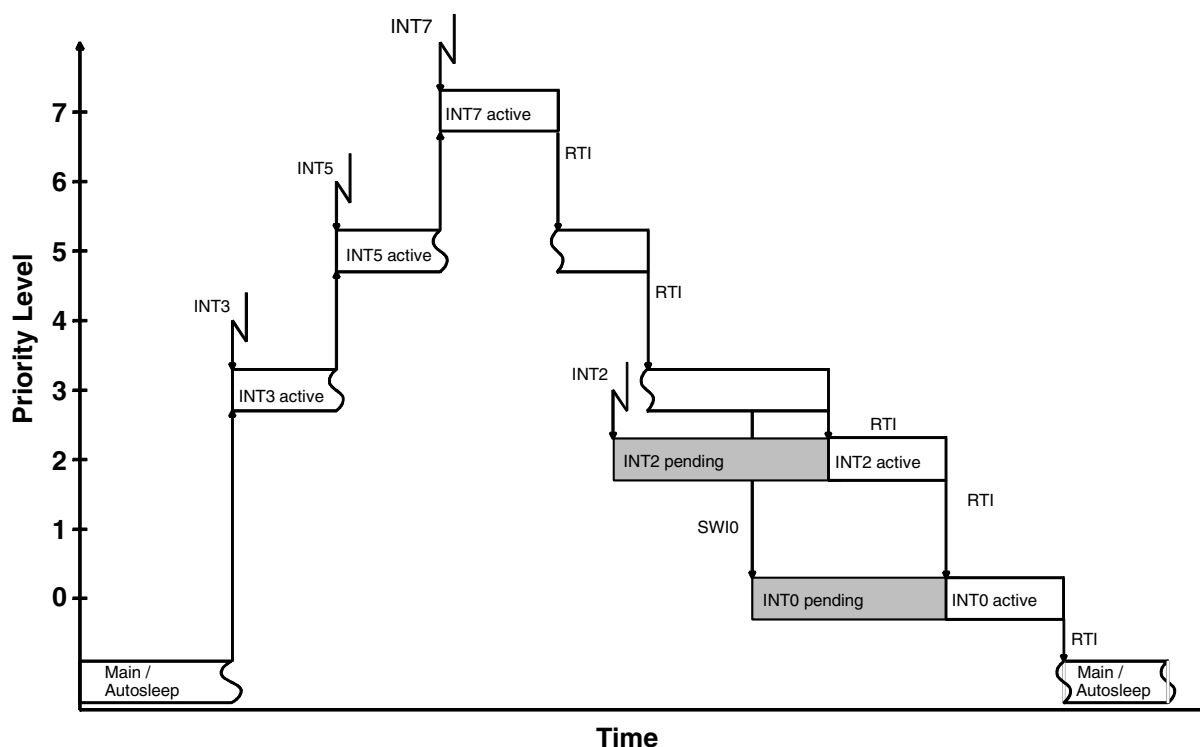 INT7
7
INT7 active
RTI
INT5
6
Priority Level
5
INT5 active
RTI
INT3
4
INT2
3
INT3 active
RTI
2
INT2 pending
INT2 active
RTI
1
SWI0
0
INT0 pending
INT0 active
RTI
Main /
Autosleep
Main /
Autosleep
Time